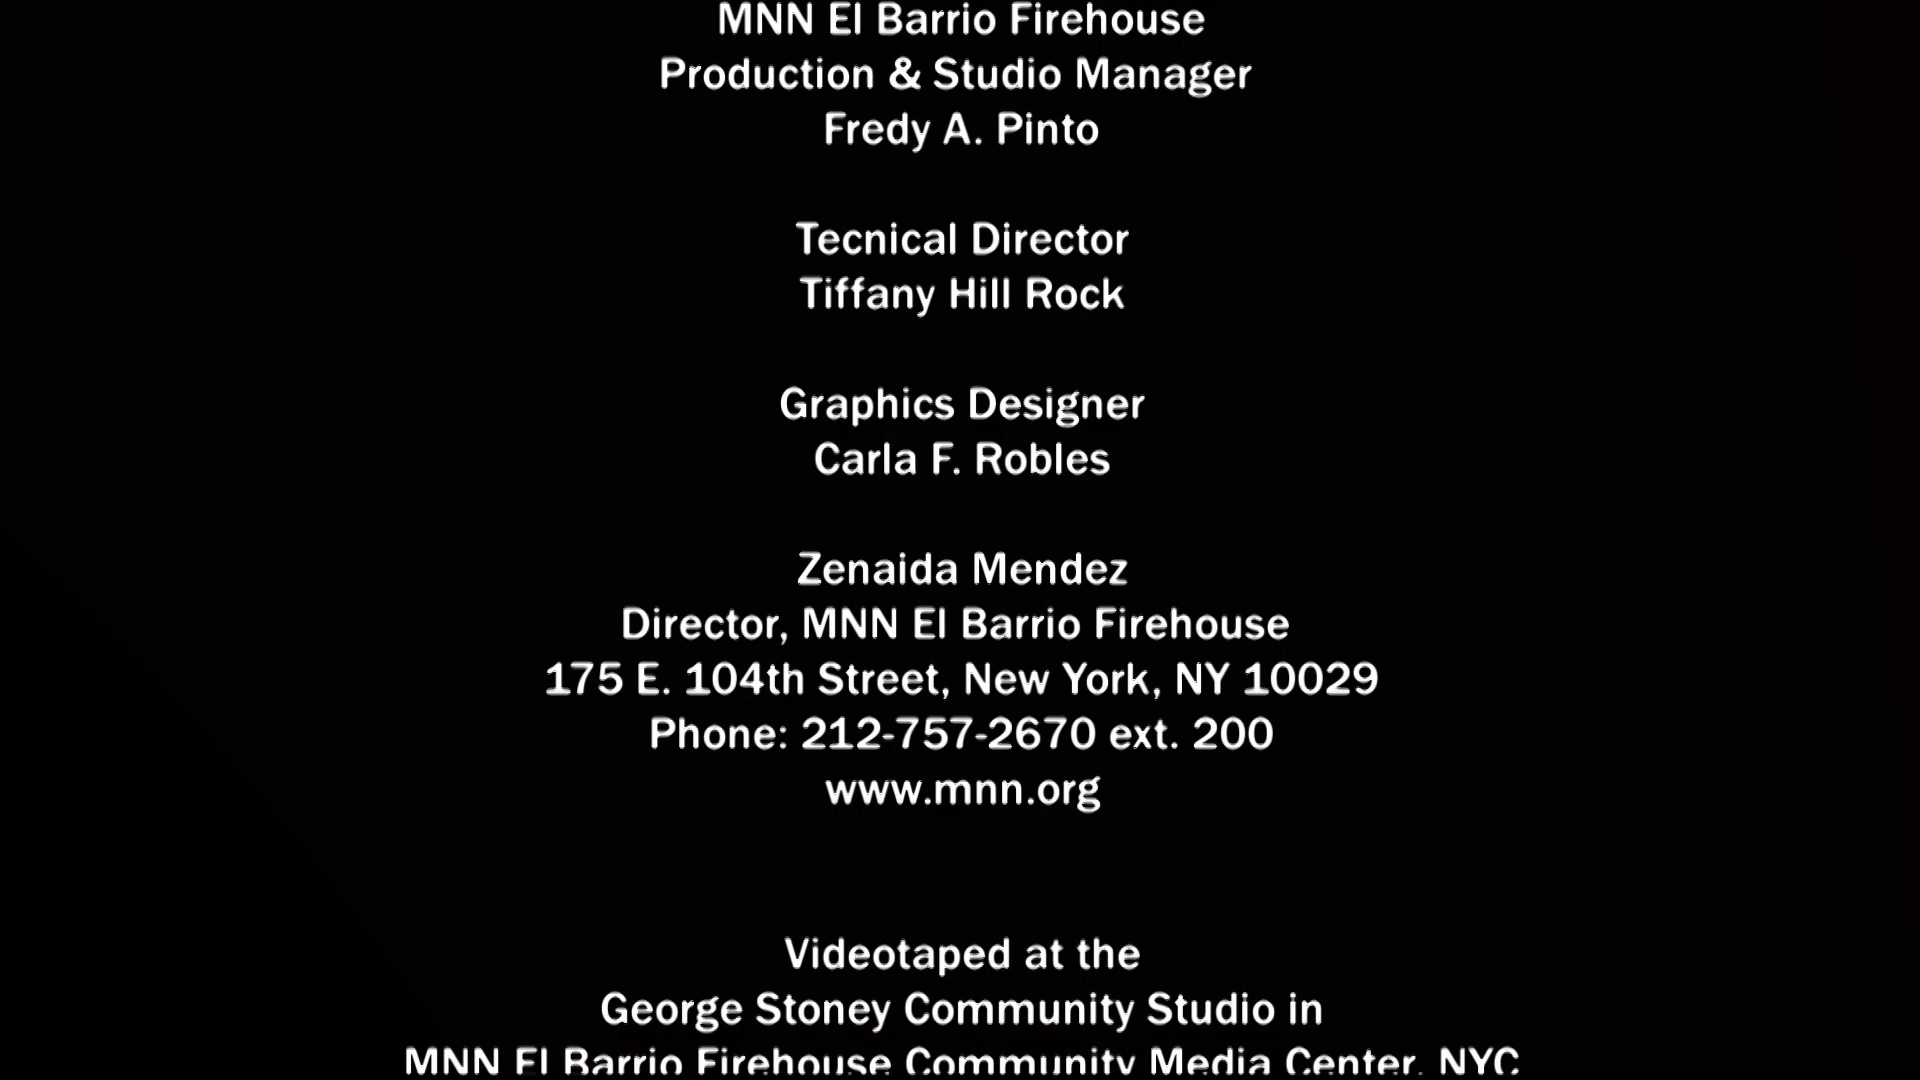 MNN El Barrio Firehouse
Production & Studio Manager
Fredy A. Pinto
Tecnical Director
Tiffany Hill Rock
Graphics Designer
Carla F. Robles
Zenaida Mendez
Director, MNN El Barrio Firehouse
175 E. 104th Street, New York, NY 10029
Phone: 212-757-2670 ext. 200
www.mnn.org
Videotaped at the
George Stoney Community Studio in
MNN El Barrio Firehouse Community Media Center, NYC